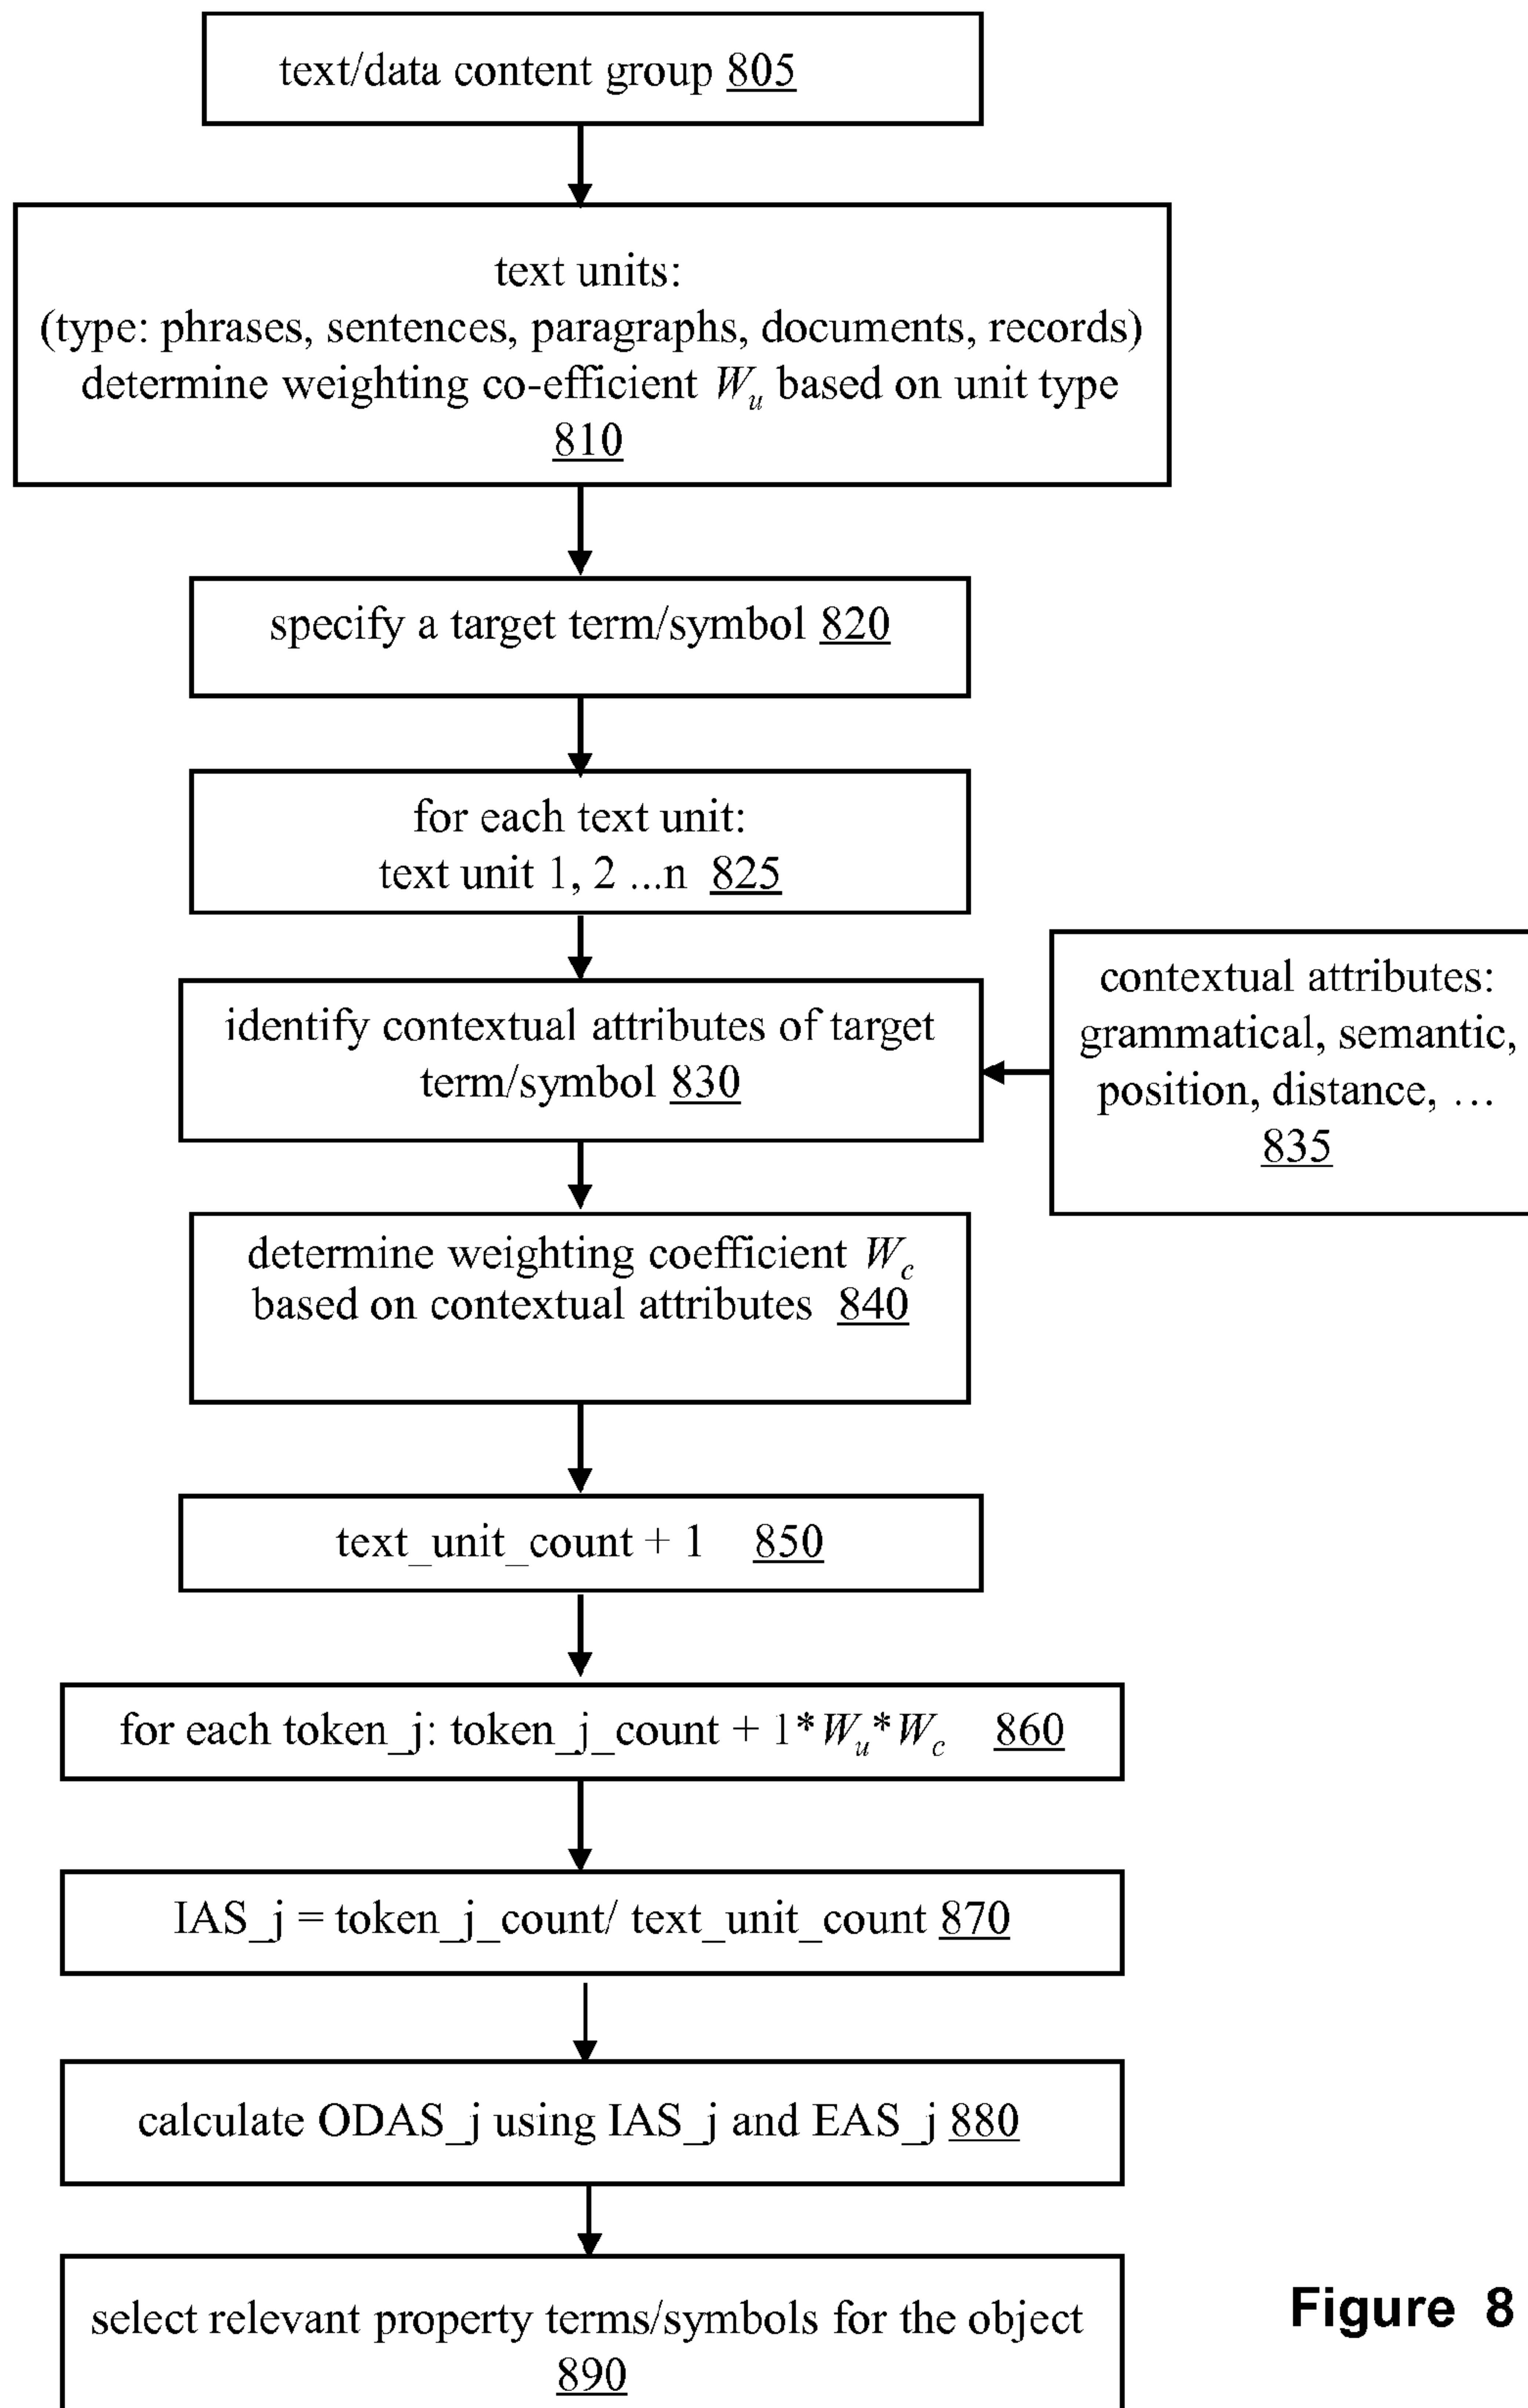 text/data content group 805
text units:
(type: phrases, sentences, paragraphs, documents, records)
determine weighting co-efficient Wu based on unit type
810
specify a target term/symbol 820
for each text unit:
text unit 1, 2 ...n 825
identify contextual attributes of target
term/symbol 830
contextual attributes:
grammatical, semantic,
position, distance, …
835
determine weighting coefficient Wc
based on contextual attributes 840
text_unit_count + 1 850
for each token_j: token_j_count + 1*Wu*Wc 860
IAS_j = token_j_count/ text_unit_count 870
calculate ODAS_j using IAS_j and EAS_j 880
select relevant property terms/symbols for the object
890
Figure 8